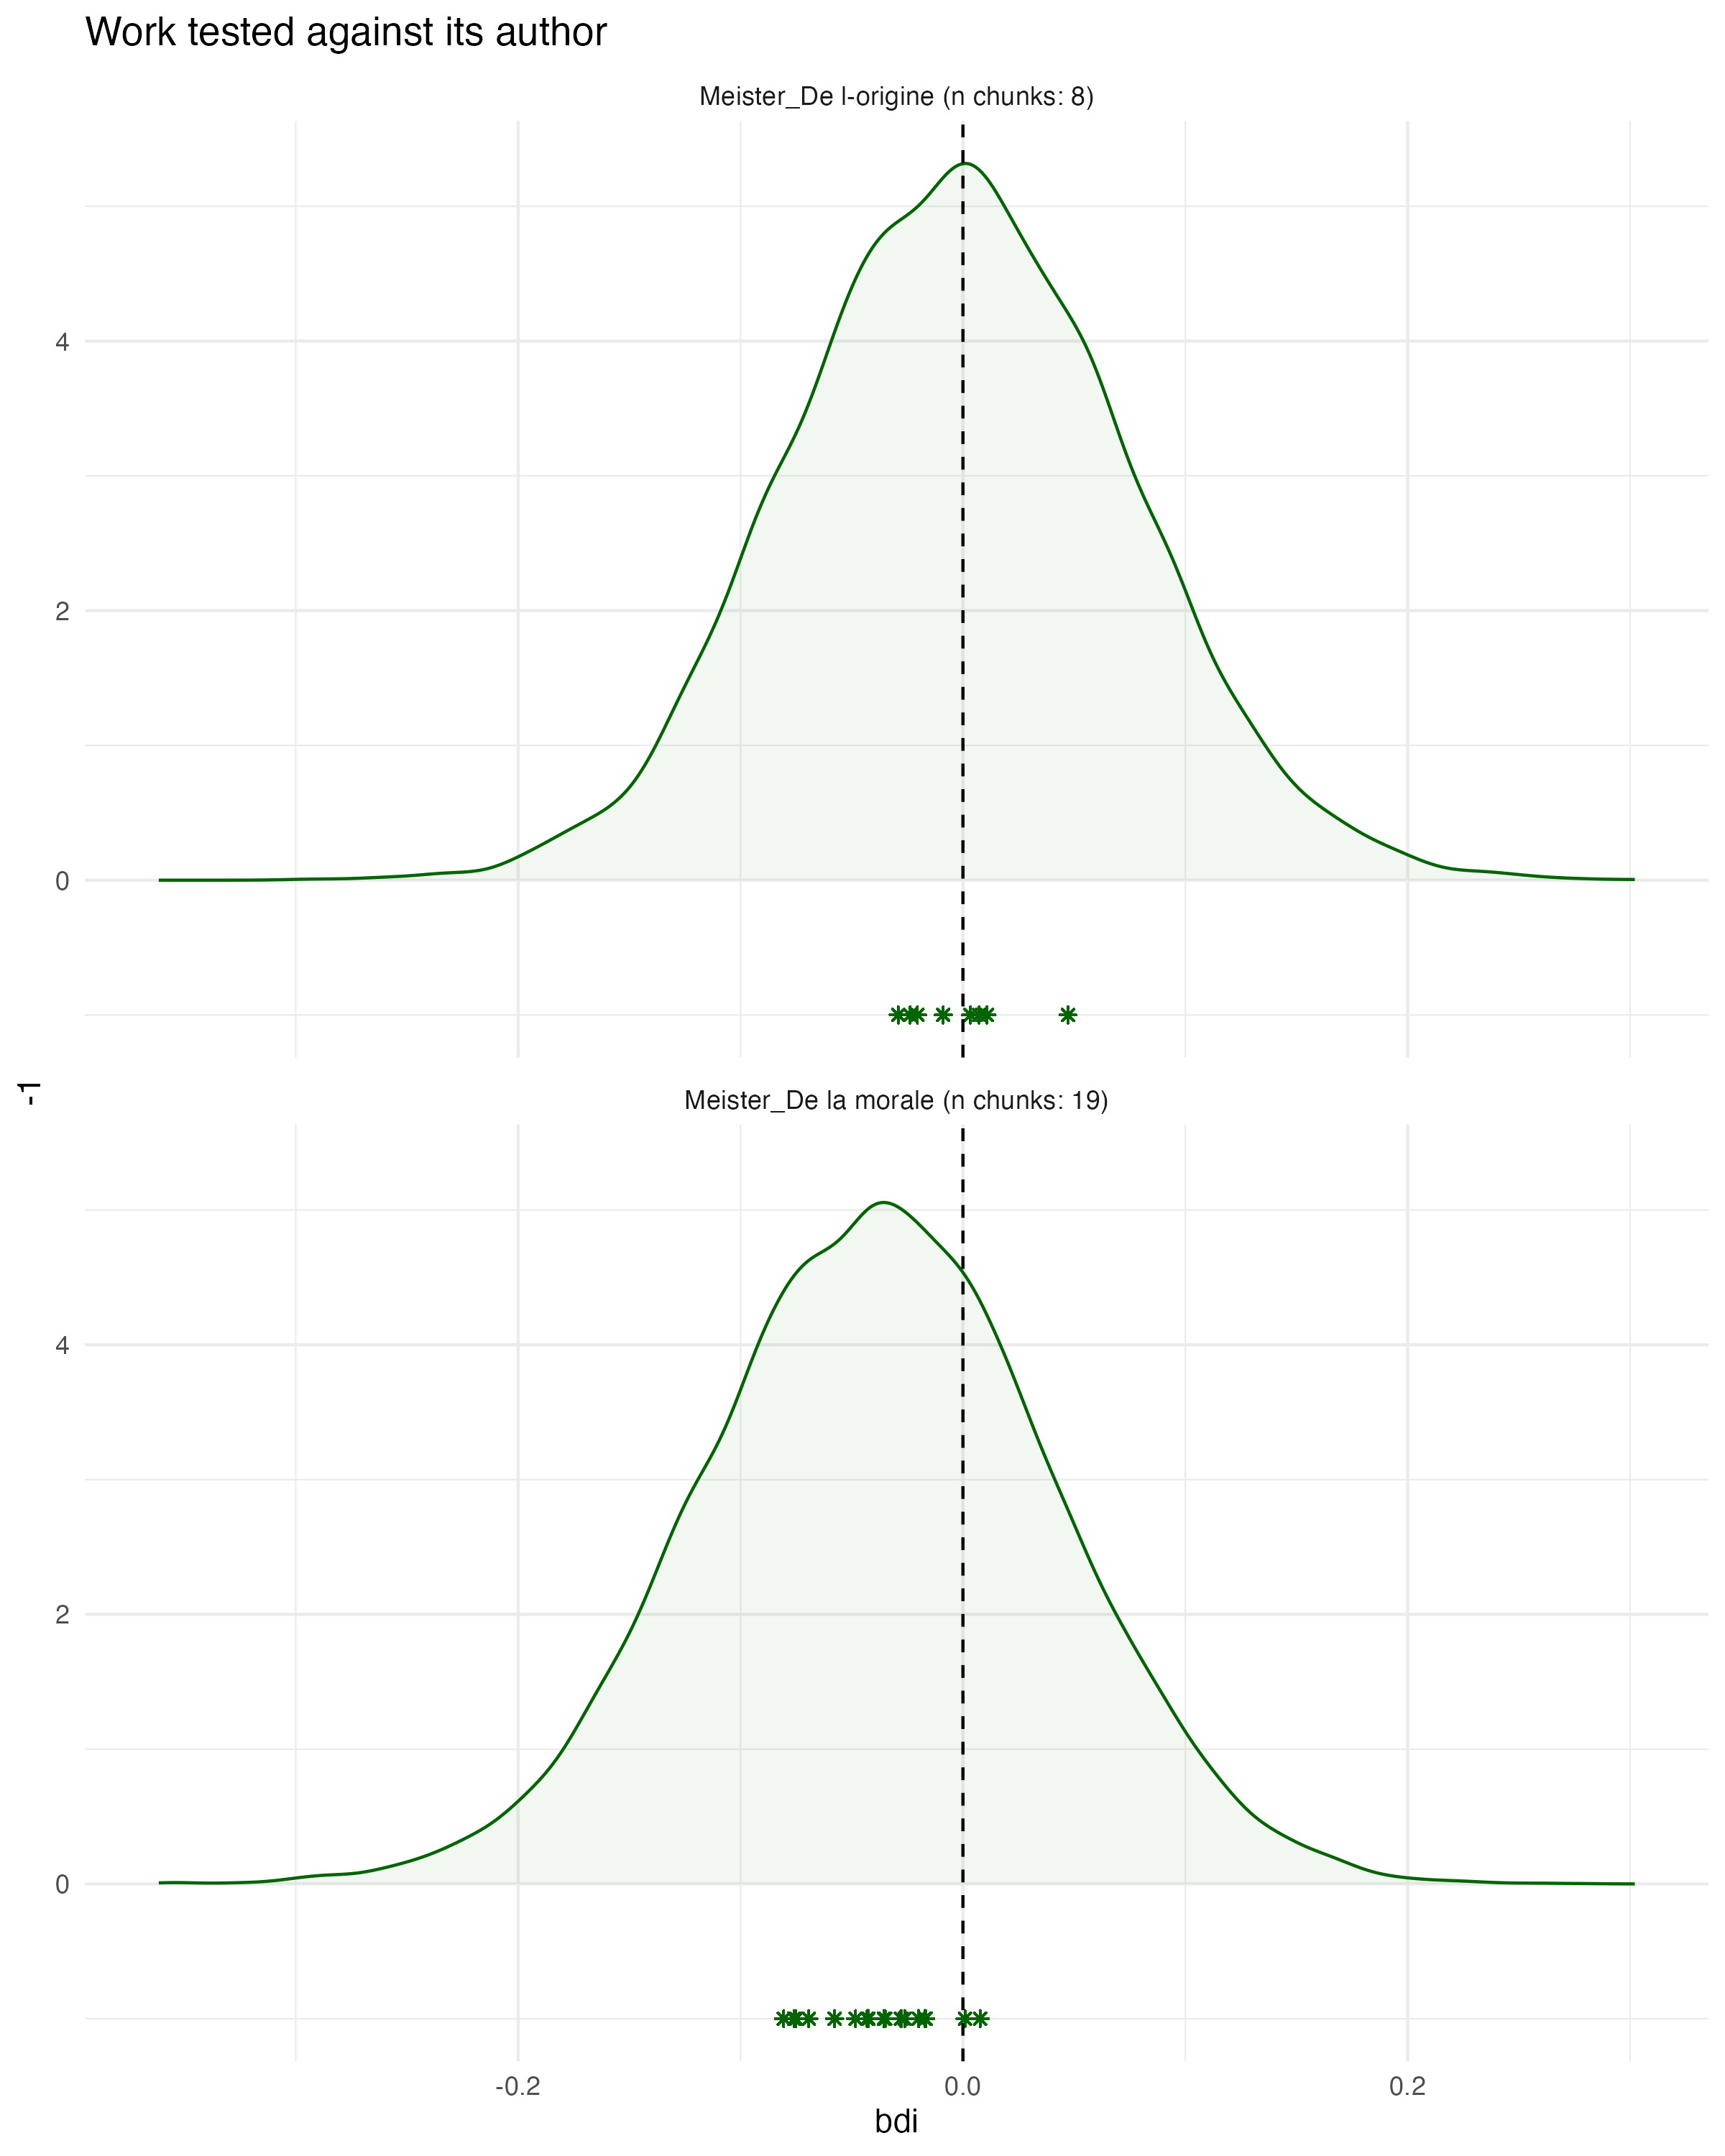 Work tested against its author
Meister_De l-origine (n chunks: 8)
4
2
0
-1
Meister_De la morale (n chunks: 19)
4
2
0
-0.2
0.0
0.2
bdi